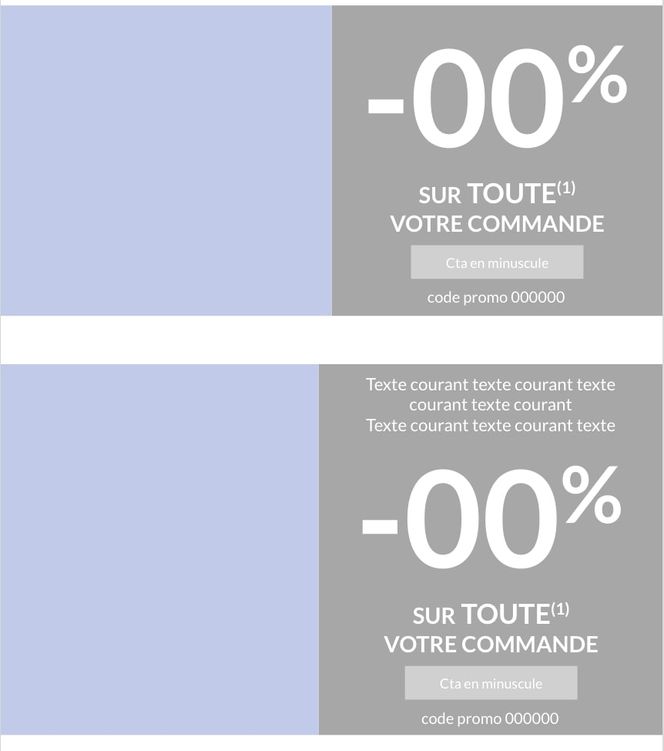 -00%
SUR TOUTE(1)
VOTRE COMMANDE
Cta en minuscule
code promo 000000
Texte courant texte courant texte
courant texte courant
Texte courant texte courant texte
-00%
SUR TOUTE(1)
VOTRE COMMANDE
Cta en minuscule
code promo 000000